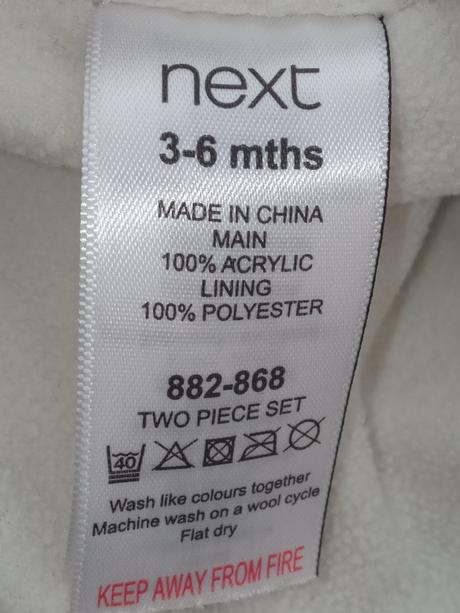 next
3-6 mths
MADE IN CHINA
MAIN
100% ACRYLIC
LINING
100% POLYESTER
882-868
TWO PIECE SET
40
Wash like colours together
Machine wash on a wool cycle
Flat dry
KEEP AWAY FROM FIRE